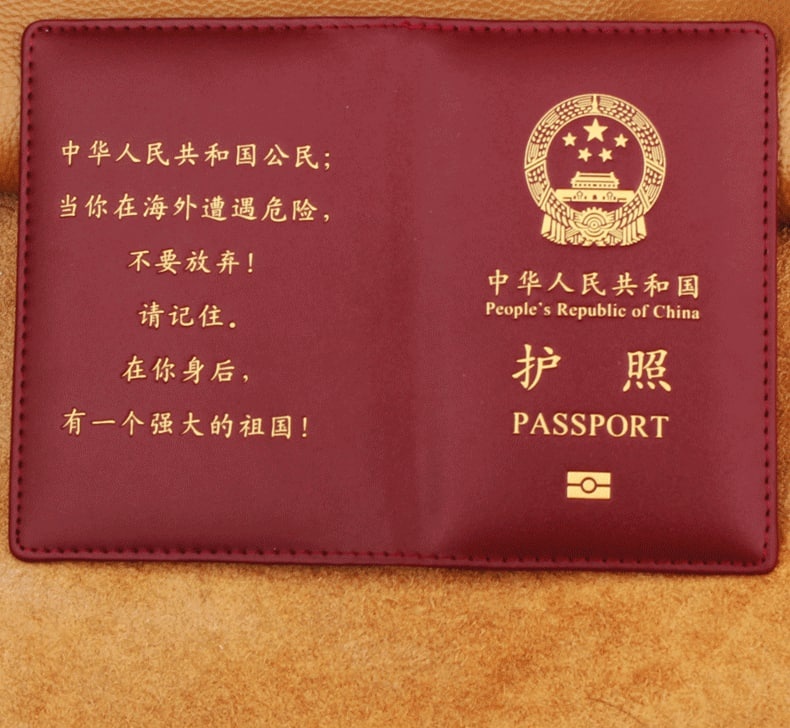 中华人民共和国公民;
当你在海外遭遇危险,
不要放弃!
请记住.
在你身后,
有一个强大的祖国!
中华人民共和国
People's Republic of China
护 照
PASSPORT